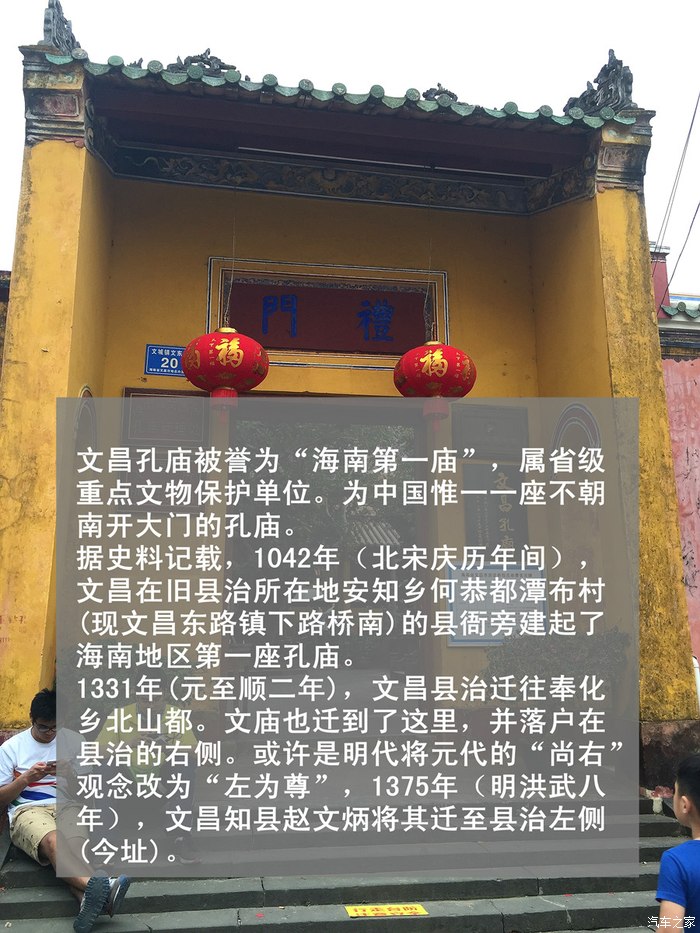 門 禮
文城镇文东
20
福
福
文昌孔庙
文昌孔庙被誉为“海南第一庙”，属省级
重点文物保护单位。为中国惟一一座不朝
南开大门的孔庙。
据史料记载，1042年（北宋庆历年间），
文昌在旧县治所在地安知乡何恭都潭布村
(现文昌东路镇下路桥南)的县衙旁建起了
海南地区第一座孔庙。
1331年(元至顺二年)，文昌县治迁往奉化
乡北山都。文庙也迁到了这里，并落户在
县治的右侧。或许是明代将元代的“尚右”
观念改为“左为尊”，1375年（明洪武八
年），文昌知县赵文炳将其迁至县治左侧
(今址)。
汽车之家